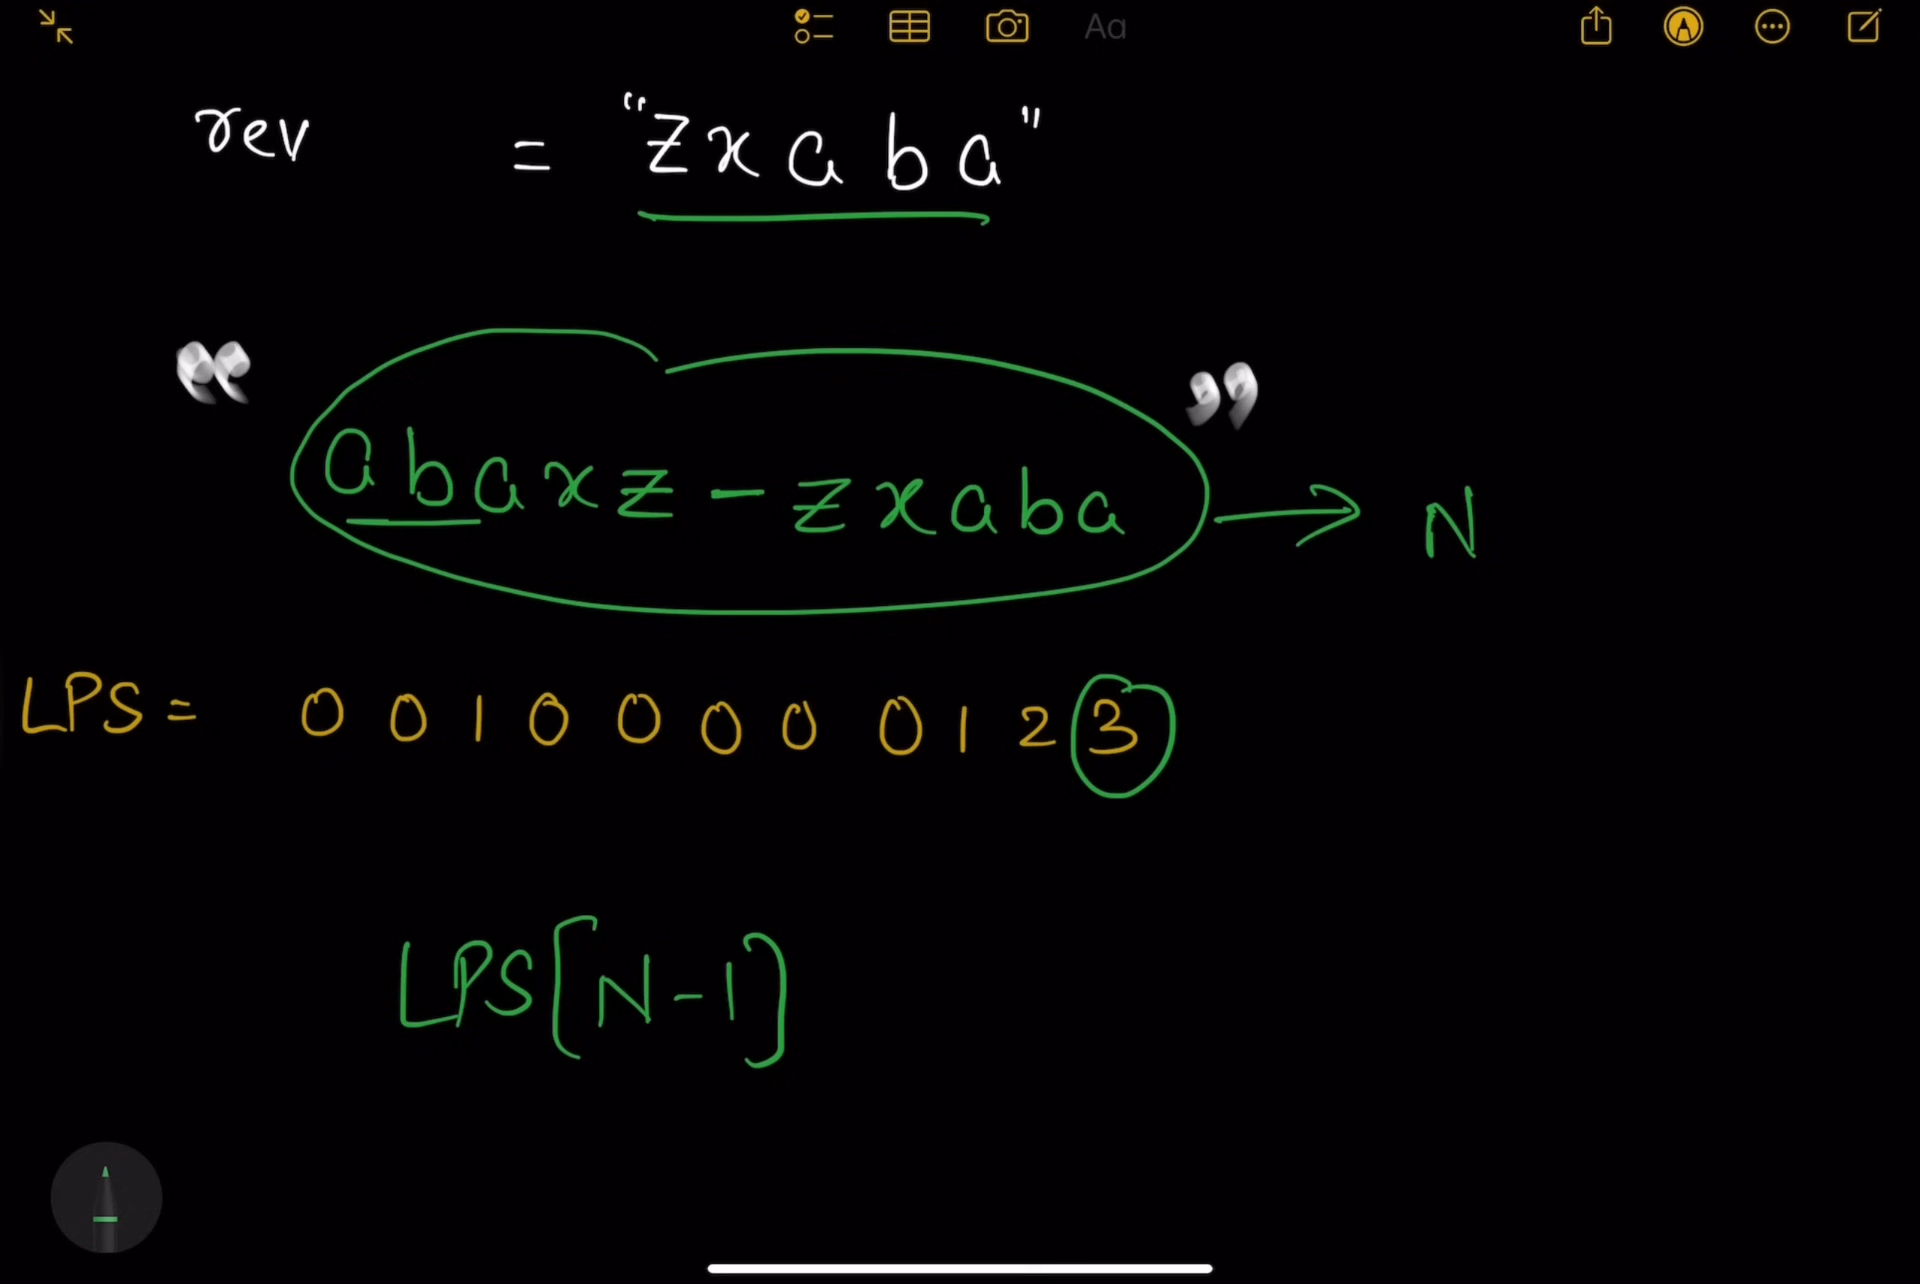 Aa
rev = "zxaba"
"abaxz-zxaba" → N
LPS = 0 0 1 0 0 0 0 0 1 2 3
LPS[N-1]